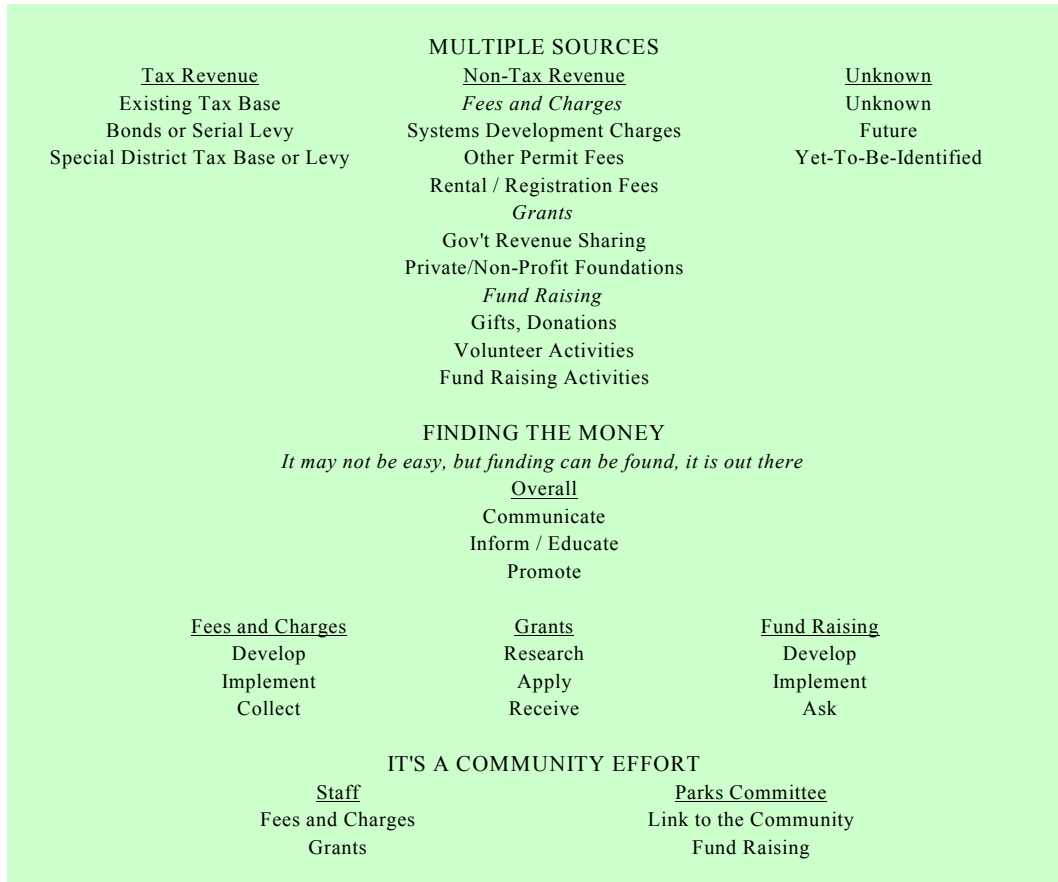 MULTIPLE SOURCES
Tax Revenue Non-Tax Revenue Unknown
Existing Tax Base Fees and Charges Unknown
Bonds or Serial Levy Systems Development Charges Future
Special District Tax Base or Levy Other Permit Fees Yet-To-Be-Identified
Rental / Registration Fees
Grants
Gov't Revenue Sharing
Private/Non-Profit Foundations
Fund Raising
Gifts, Donations
Volunteer Activities
Fund Raising Activities
FINDING THE MONEY
It may not be easy, but funding can be found, it is out there
Overall
Communicate
Inform / Educate
Promote
Fees and Charges Grants Fund Raising
Develop Research Develop
Implement Apply Implement
Collect Receive Ask
IT'S A COMMUNITY EFFORT
Staff Parks Committee
Fees and Charges Link to the Community
Grants Fund Raising